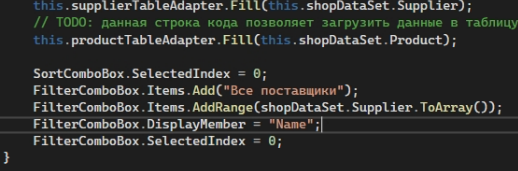 this.supplierTableAdapter.Fill(this.shopDataSet.Supplier);
// TODO: данная строка кода позволяет загрузить данные в таблицу
this.productTableAdapter.Fill(this.shopDataSet.Product);
SortComboBox.SelectedIndex = 0;
FilterComboBox.Items.Add("Все поставщики");
FilterComboBox.Items.AddRange(shopDataSet.Supplier.ToArray());
FilterComboBox.DisplayMember = "Name";
FilterComboBox.SelectedIndex = 0;
}